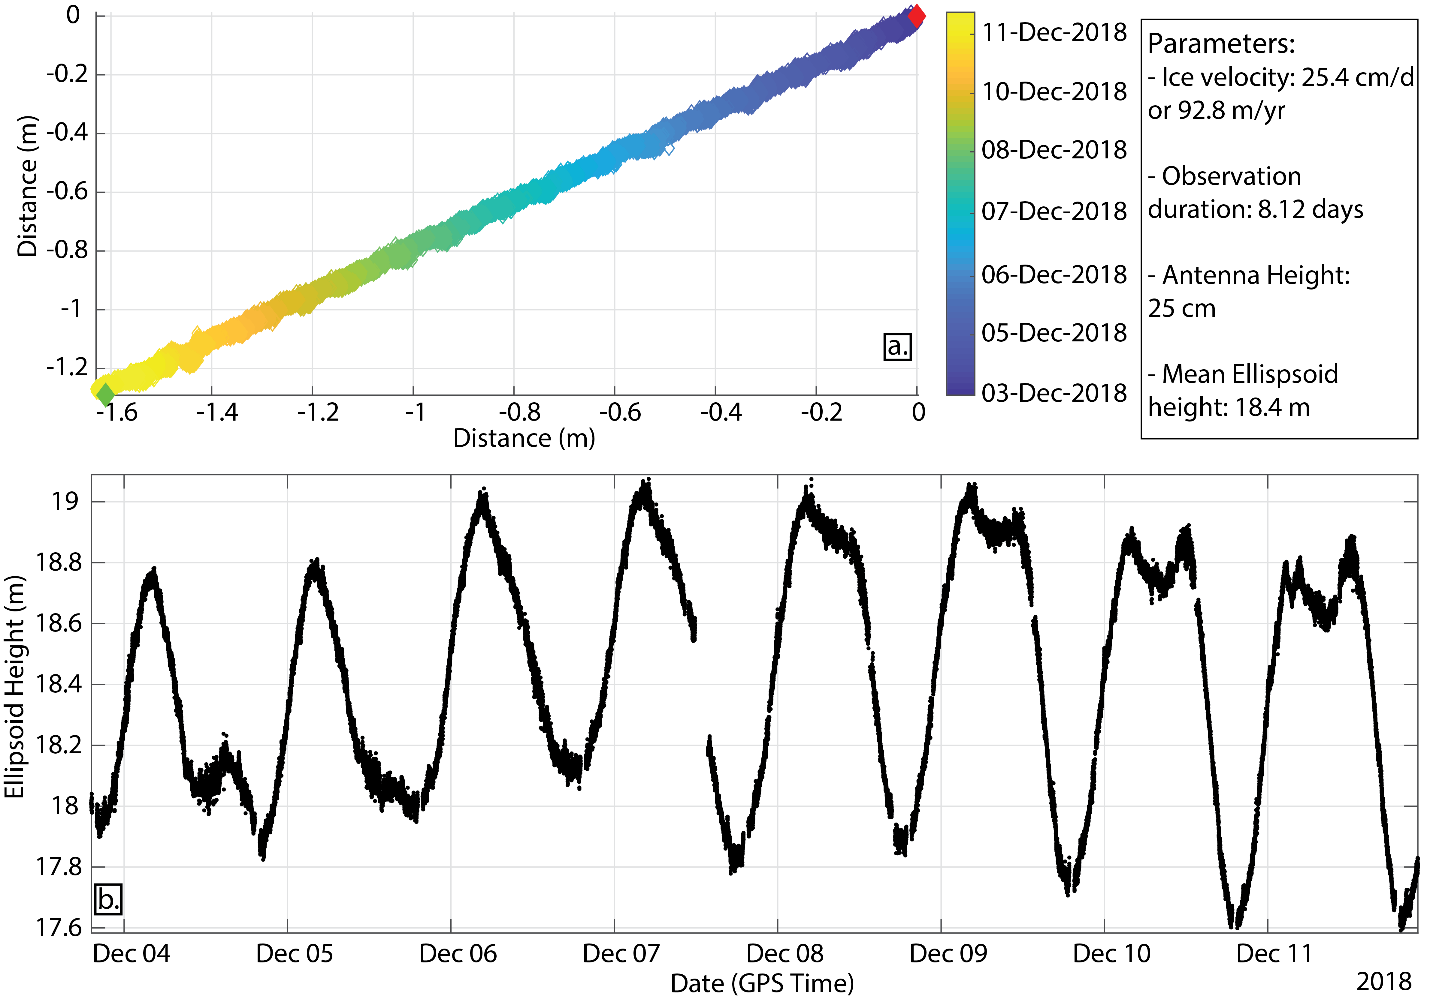 0
-0.2
-0.4
-0.6
-0.8
-1
-1.2
Distance (m)
-1.6
-1.4
-1.2
-1
-0.8
-0.6
-0.4
-0.2
0
Distance (m)
a.
11-Dec-2018
10-Dec-2018
08-Dec-2018
07-Dec-2018
06-Dec-2018
05-Dec-2018
03-Dec-2018
Parameters:
- Ice velocity: 25.4 cm/d
or 92.8 m/yr
- Observation
duration: 8.12 days
- Antenna Height:
25 cm
- Mean Ellispsoid
height: 18.4 m
19
18.8
18.6
18.4
18.2
18
17.8
17.6
Ellipsoid Height (m)
b.
Dec 04
Dec 05
Dec 06
Dec 07
Dec 08
Dec 09
Dec 10
Dec 11
Date (GPS Time)
2018